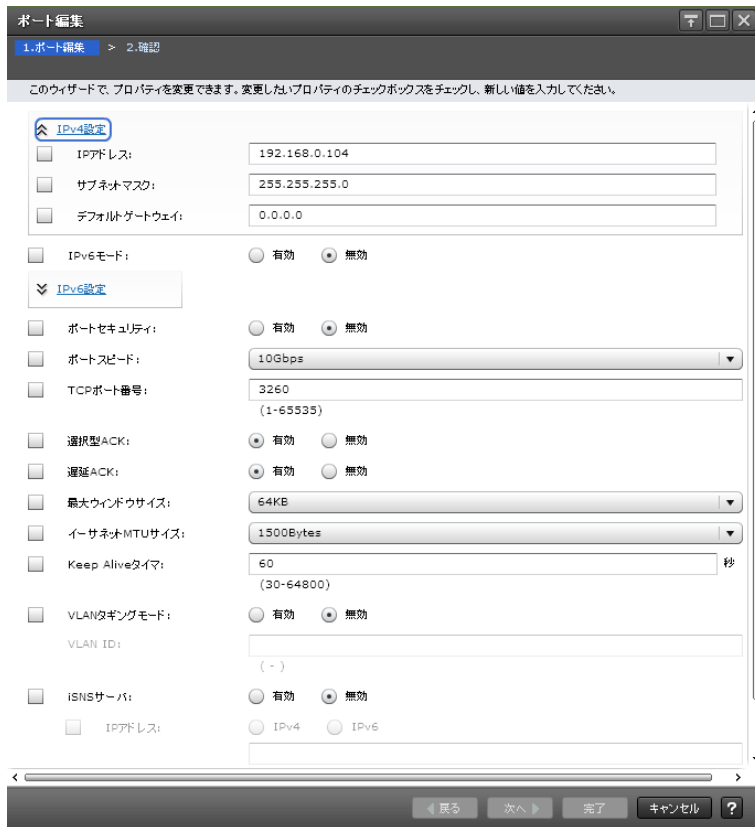 ポート編集
1.ポート編集 > 2.確認
このウィザードで、プロパティを変更できます。変更したいプロパティのチェックボックスをチェックし、新しい値を入力してください。
IPv4設定
IPアドレス: 192.168.0.104
サブネットマスク: 255.255.255.0
デフォルトゲートウェイ: 0.0.0.0
IPv6モード: 有効 無効
IPv6設定
ポートセキュリティ: 有効 無効
ポートスピード: 10Gbps
TCPポート番号: 3260
(1-65535)
選択型ACK: 有効 無効
遅延ACK: 有効 無効
最大ウィンドウサイズ: 64KB
イーサネットMTUサイズ: 1500Bytes
Keep Aliveタイマ: 60 秒
(30-64800)
VLANタギングモード: 有効 無効
VLAN ID:
( - )
iSNSサーバ: 有効 無効
IPアドレス: IPv4 IPv6
戻る 次へ 完了 キャンセル ?